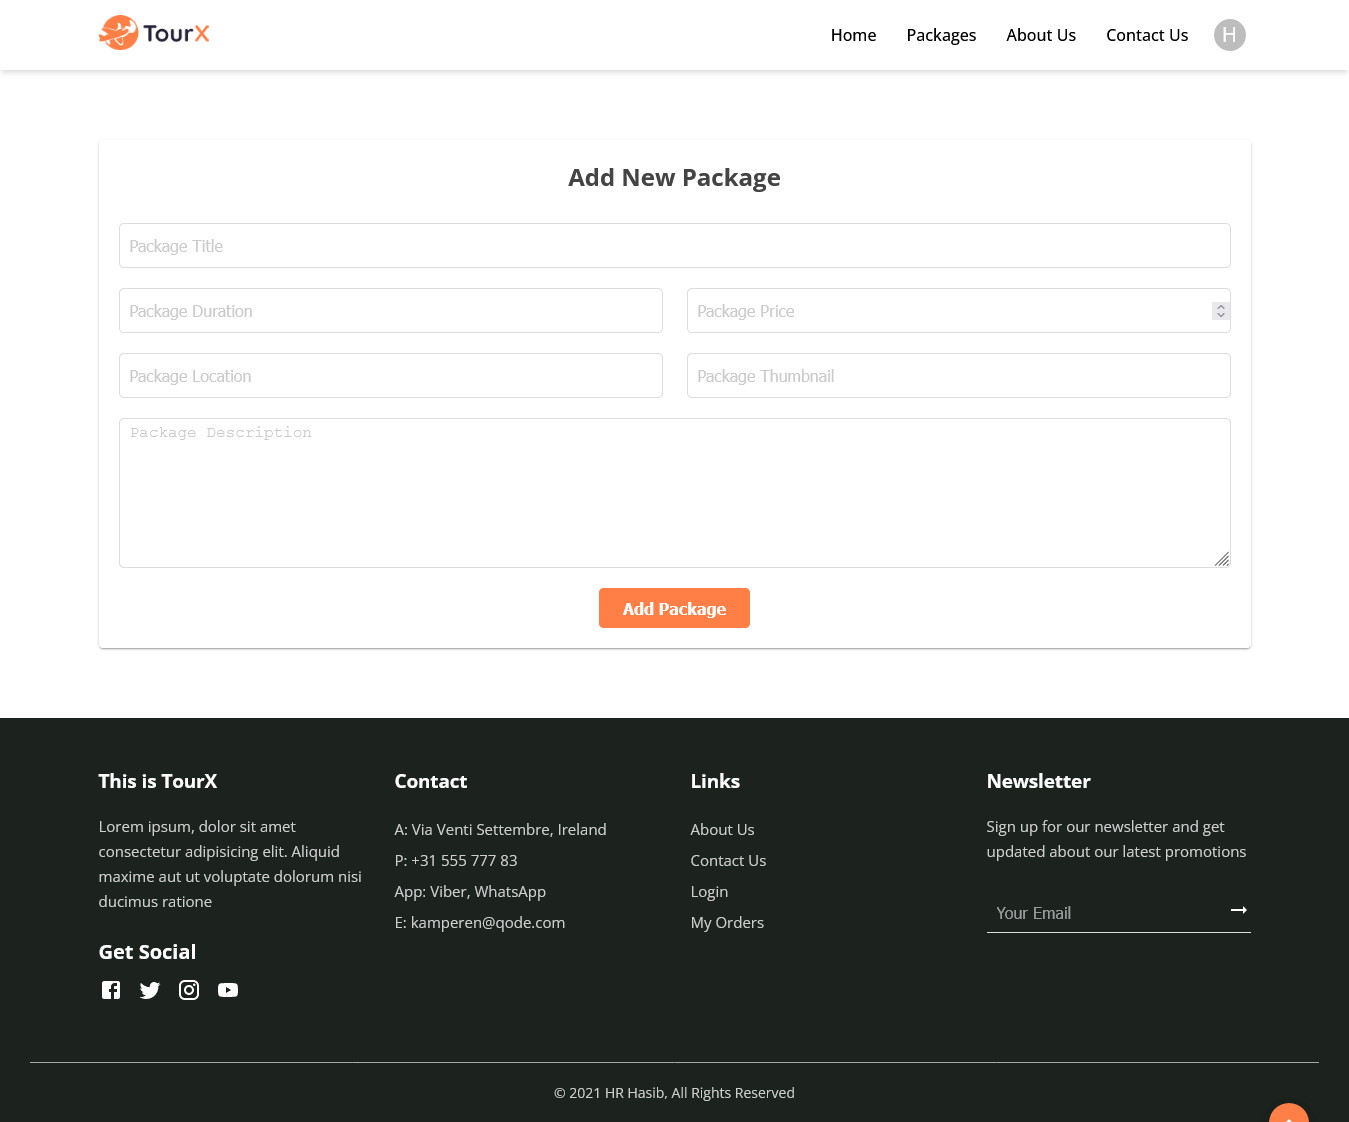 TourX
Home Packages About Us Contact Us H
Add New Package
Package Title
Package Duration Package Price
Package Location Package Thumbnail
Package Description
Add Package
This is TourX
Lorem ipsum, dolor sit amet
consectetur adipisicing elit. Aliquid
maxime aut ut voluptate dolorum nisi
ducimus ratione
Get Social
Contact
A: Via Venti Settembre, Ireland
P: +31 555 777 83
App: Viber, WhatsApp
E: kamperen@qode.com
Links
About Us
Contact Us
Login
My Orders
Newsletter
Sign up for our newsletter and get
updated about our latest promotions
Your Email
© 2021 HR Hasib, All Rights Reserved